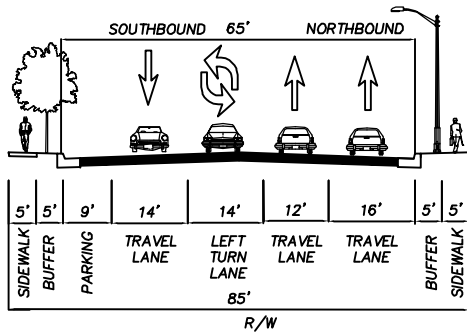 SOUTHBOUND 65' NORTHBOUND
5' 5' 9' 14' 14' 12' 16' 5' 5'
SIDEWALK
BUFFER
PARKING
TRAVEL
LANE
LEFT
TURN
LANE
TRAVEL
LANE
TRAVEL
LANE
BUFFER
SIDEWALK
85'
R/W